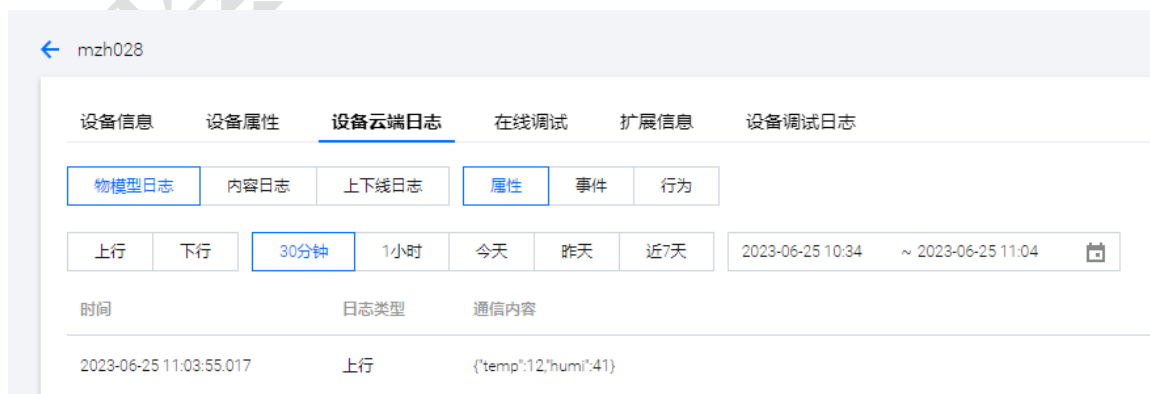 mzh028
设备信息 设备属性 设备云端日志 在线调试 扩展信息 设备调试日志
物模型日志 内容日志 上下线日志 属性 事件 行为
上行 下行 30分钟 1小时 今天 昨天 近7天 2023-06-25 10:34 ~ 2023-06-25 11:04
时间 日志类型 通信内容
2023-06-25 11:03:55.017 上行 {"temp":12,"humi":41}